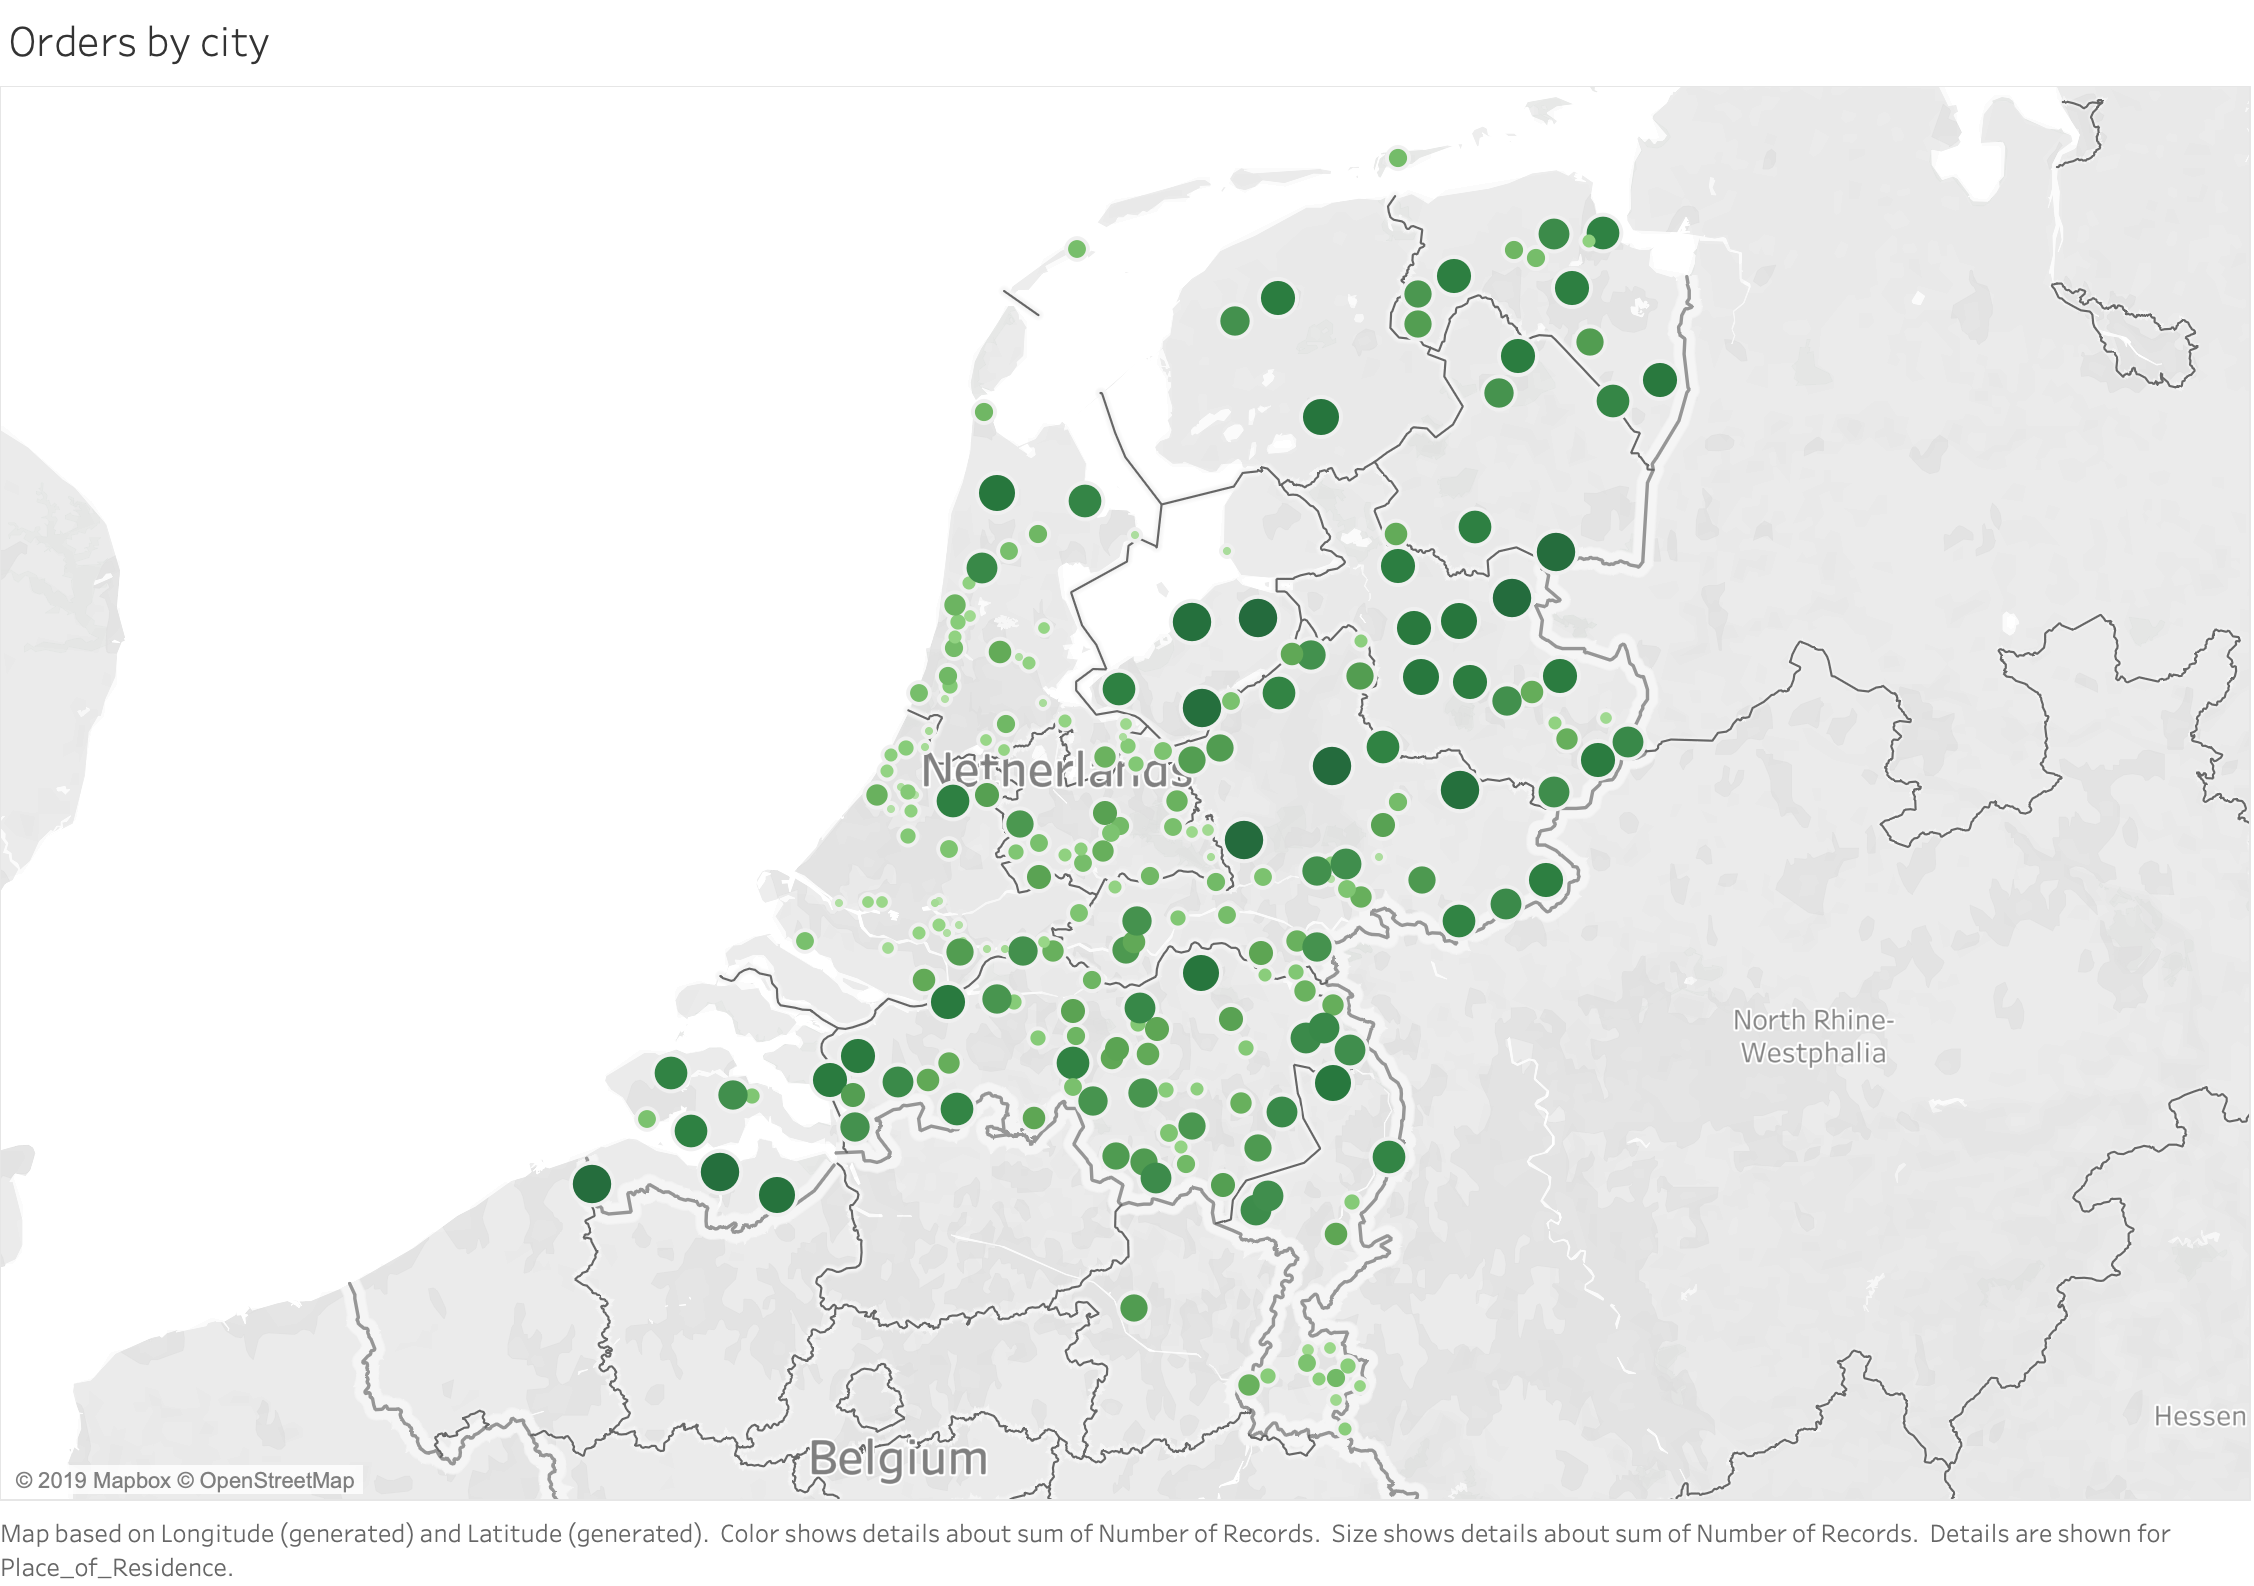 Orders by city
Netherlands
North Rhine-
Westphalia
Hessen
Belgium
© 2019 Mapbox © OpenStreetMap
Map based on Longitude (generated) and Latitude (generated).  Color shows details about sum of Number of Records.  Size shows details about sum of Number of Records.  Details are shown for
Place_of_Residence.